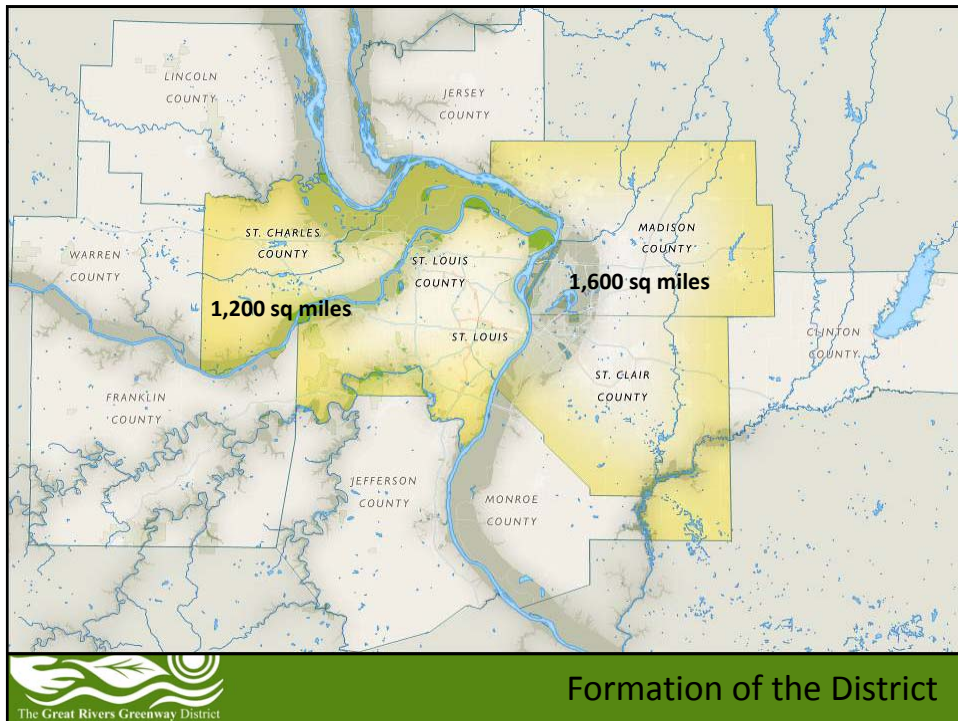 LINCOLN
COUNTY
JERSEY
COUNTY
ST. CHARLES
COUNTY
MADISON
COUNTY
WARREN
COUNTY
ST. LOUIS
COUNTY
1,600 sq miles
1,200 sq miles
ST. LOUIS
CLINTON
COUNTY
ST. CLAIR
COUNTY
FRANKLIN
COUNTY
JEFFERSON
COUNTY
MONROE
COUNTY
The Great Rivers Greenway District
Formation of the District